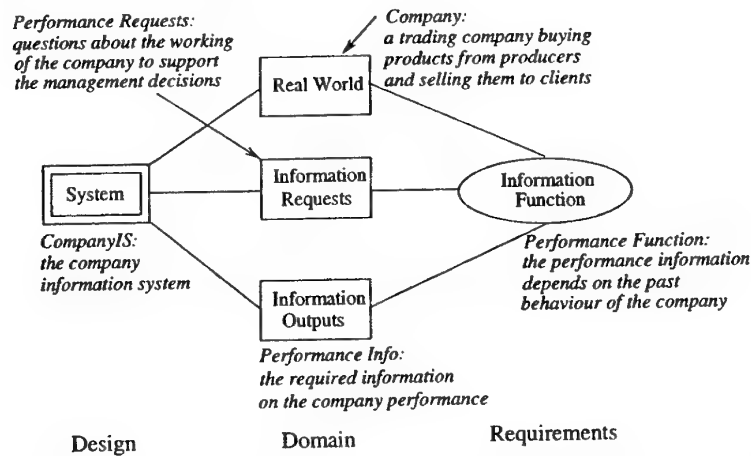 Performance Requests:
questions about the working
of the company to support
the management decisions
Company:
a trading company buying
products from producers
and selling them to clients
Real World
System
Information
Requests
Information
Function
CompanyIS:
the company
information system
Performance Function:
the performance information
depends on the past
behaviour of the company
Information
Outputs
Performance Info:
the required information
on the company performance
Design
Domain
Requirements